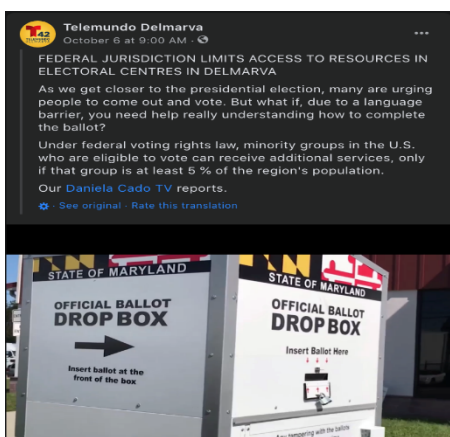 T42
Telemundo Delmarva
October 6 at 9:00 AM ·
FEDERAL JURISDICTION LIMITS ACCESS TO RESOURCES IN
ELECTORAL CENTRES IN DELMARVA
As we get closer to the presidential election, many are urging
people to come out and vote. But what if, due to a language
barrier, you need help really understanding how to complete
the ballot?
Under federal voting rights law, minority groups in the U.S.
who are eligible to vote can receive additional services, only
if that group is at least 5 % of the region's population.
Our Daniela Cado TV reports.
· See original · Rate this translation
STATE OF MARYLAND
OFFICIAL BALLOT
DROP BOX
Insert ballot at the
front of the box
STATE OF MARYLAND
OFFICIAL BALLOT
DROP BOX
Insert Ballot Here
tampering with the ballots